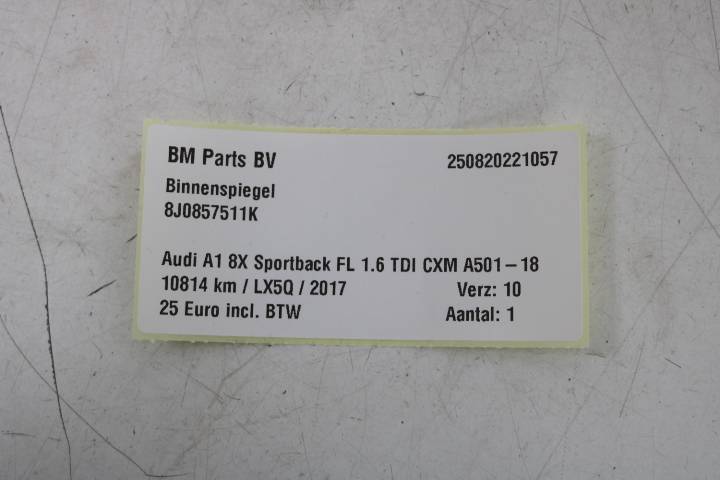 BM Parts BV 250820221057
Binnenspiegel
8J0857511K
Audi A1 8X Sportback FL 1.6 TDI CXM A501-18
10814 km / LX5Q / 2017 Verz: 10
25 Euro incl. BTW Aantal: 1